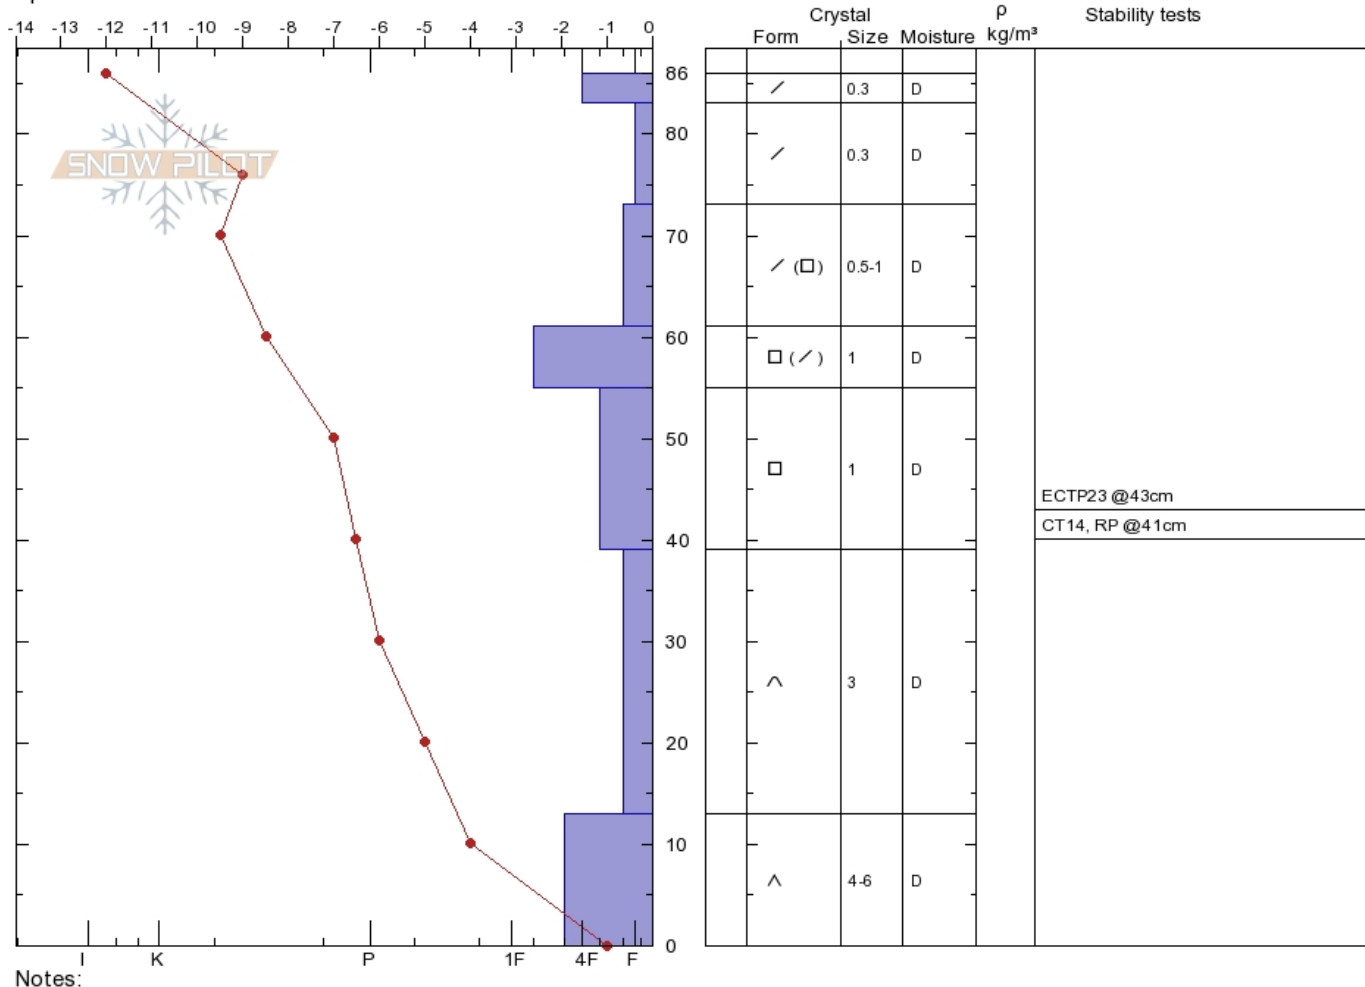 Crystal ρ Stability tests
-14 -13 -12 -11 -10 -9 -8 -7 -6 -5 -4 -3 -2 -1 0 Form Size Moisture kg/m³
86
0.3 D
80
SNOW PILOT
0.3 D
70
(□) 0.5-1 D
60
□ (∕) 1 D
50
1 D
ECTP23 @43cm
CT14, RP @41cm
40
30
3 D
20
10
4-6 D
0
I K P 1F 4F F
Notes: